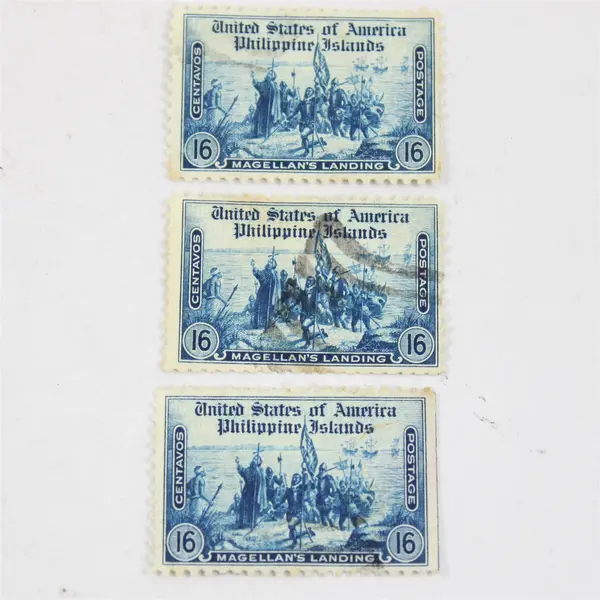 United States of America
Philippine Islands
CENTAVOS
POSTAGE
16
16
MAGELLAN'S LANDING
United States of America
Philippine Islands
CENTAVOS
POSTAGE
16
16
MAGELLAN'S LANDING
United States of America
Philippine Islands
CENTAVOS
POSTAGE
16
16
MAGELLAN'S LANDING